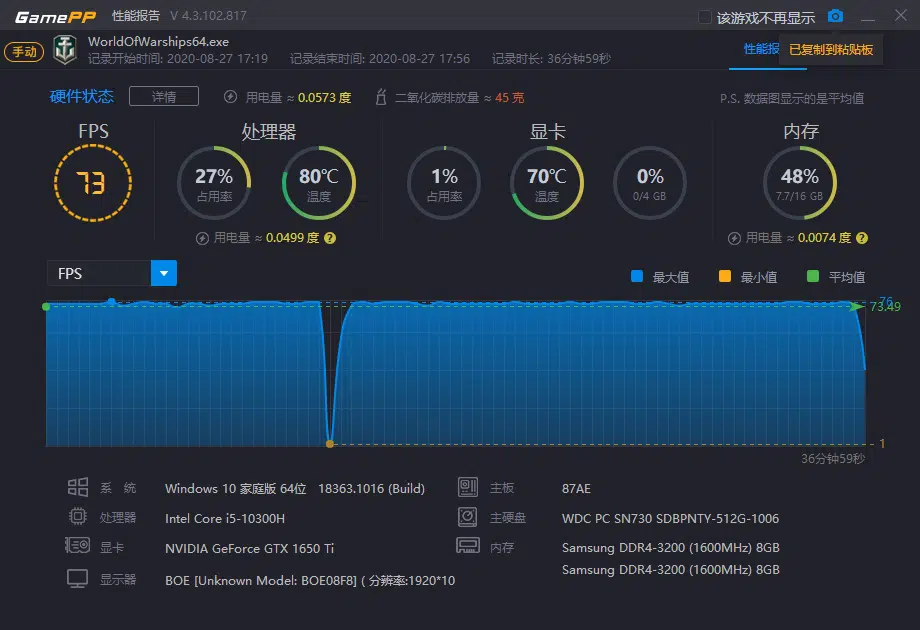 GamePP 性能报告 V 4.3.102.817 该游戏不再显示
手动 WorldOfWarships64.exe 性能报 已复制到粘贴板
记录开始时间: 2020-08-27 17:19 记录结束时间: 2020-08-27 17:56 记录时长: 36分钟59秒
硬件状态 详情 用电量 ≈ 0.0573 度 二氧化碳排放量 ≈ 45 克 P.S. 数据图显示的是平均值
FPS 处理器 显卡 内存
73 27% 80℃ 1% 70℃ 0% 48%
占用率 温度 占用率 温度 0/4 GB 7.7/16 GB
用电量 ≈ 0.0499 度 ? 用电量 ≈ 0.0074 度 ?
FPS 最大值 最小值 平均值
76
73.49
1
36分钟59秒
系 统 Windows 10 家庭版 64位 18363.1016 (Build) 主板 87AE
处理器 Intel Core i5-10300H 主硬盘 WDC PC SN730 SDBPNTY-512G-1006
显卡 NVIDIA GeForce GTX 1650 Ti 内存 Samsung DDR4-3200 (1600MHz) 8GB
Samsung DDR4-3200 (1600MHz) 8GB
显示器 BOE [Unknown Model: BOE08F8] ( 分辨率:1920*10